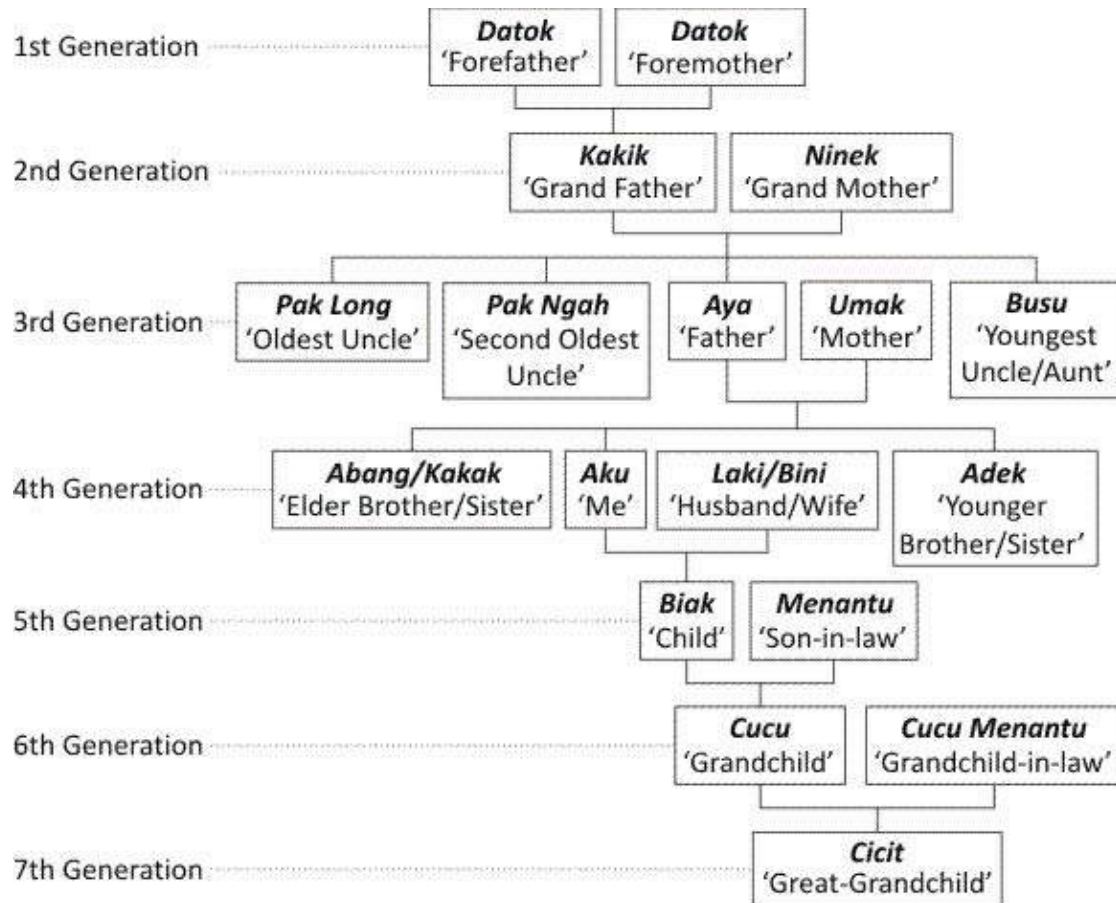 1st Generation
Datok
‘Forefather’
Datok
‘Foremother’
2nd Generation
Kakik
‘Grand Father’
Ninek
‘Grand Mother’
3rd Generation
Pak Long
‘Oldest Uncle’
Pak Ngah
‘Second Oldest
Uncle’
Aya
‘Father’
Umak
‘Mother’
Busu
‘Youngest
Uncle/Aunt’
4th Generation
Abang/Kakak
‘Elder Brother/Sister’
Aku
‘Me’
Laki/Bini
‘Husband/Wife’
Adek
‘Younger
Brother/Sister’
5th Generation
Biak
‘Child’
Menantu
‘Son-in-law’
6th Generation
Cucu
‘Grandchild’
Cucu Menantu
‘Grandchild-in-law’
7th Generation
Cicit
‘Great-Grandchild’